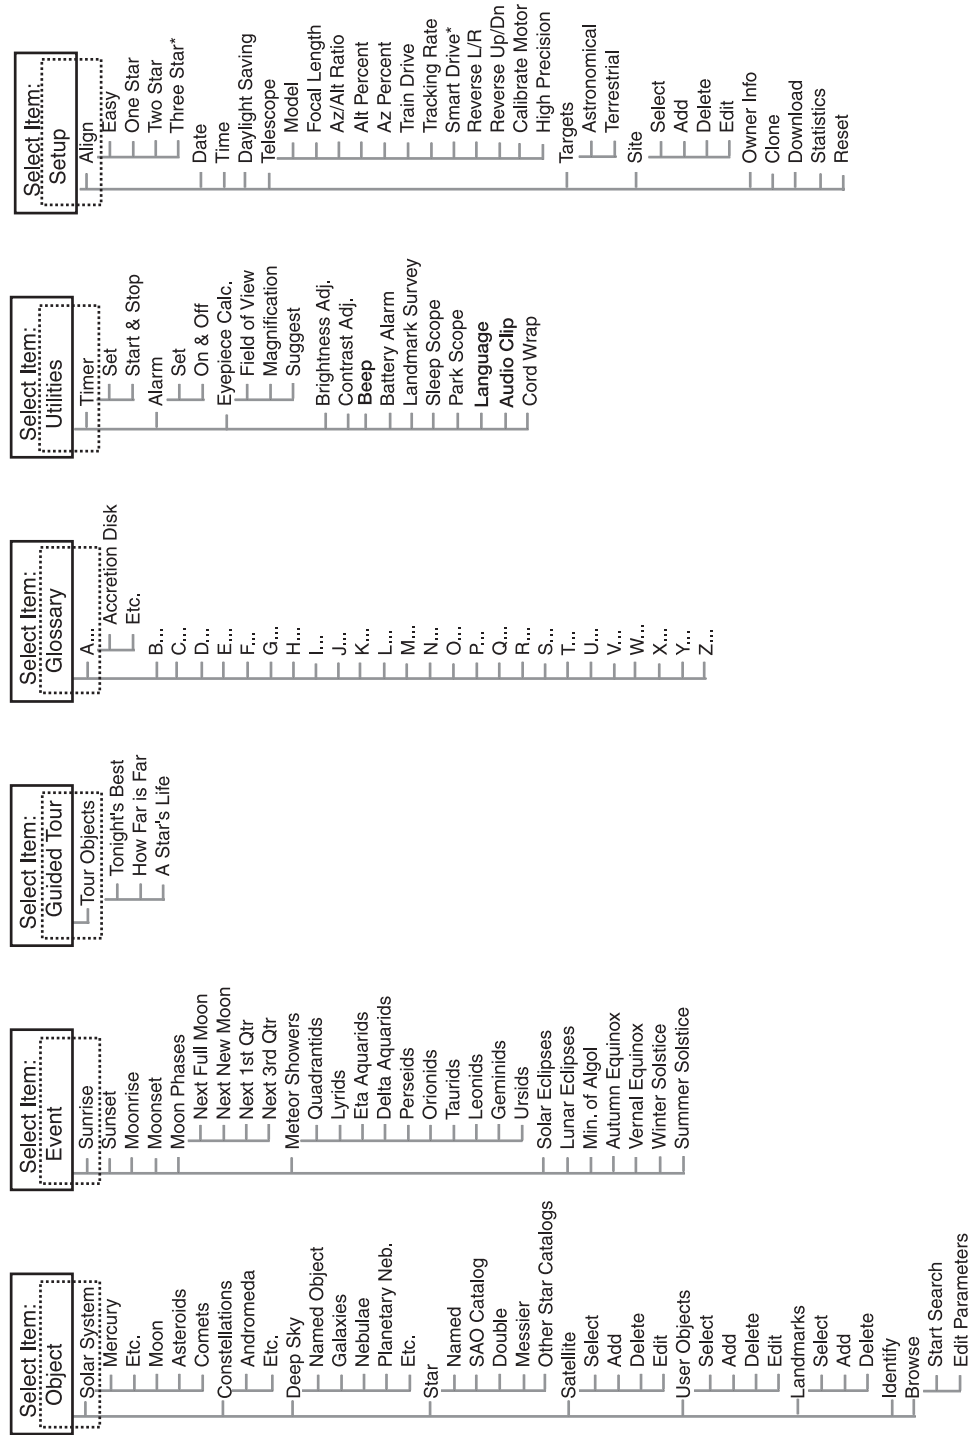 Select Item:
Object
Solar System
Mercury
Etc.
Moon
Asteroids
Comets
Constellations
Andromeda
Etc.
Deep Sky
Named Object
Galaxies
Nebulae
Planetary Neb.
Etc.
Star
Named
SAO Catalog
Double
Messier
Other Star Catalogs
Satellite
Select
Add
Delete
Edit
User Objects
Select
Add
Delete
Edit
Landmarks
Select
Add
Delete
Identify
Browse
Start Search
Edit Parameters
Select Item:
Event
Sunrise
Sunset
Moonrise
Moonset
Moon Phases
Next Full Moon
Next New Moon
Next 1st Qtr
Next 3rd Qtr
Meteor Showers
Quadrantids
Lyrids
Eta Aquarids
Delta Aquarids
Perseids
Orionids
Taurids
Leonids
Geminids
Ursids
Solar Eclipses
Lunar Eclipses
Min. of Algol
Autumn Equinox
Vernal Equinox
Winter Solstice
Summer Solstice
Select Item:
Guided Tour
Tour Objects
Tonight's Best
How Far is Far
A Star's Life
Select Item:
Glossary
A...
Accretion Disk
Etc.
B...
C...
D...
E...
F...
G...
H...
I...
J...
K...
L...
M...
N...
O...
P...
Q...
R...
S...
T...
U...
V...
W...
X...
Y...
Z...
Select Item:
Utilities
Timer
Set
Start & Stop
Alarm
Set
On & Off
Eyepiece Calc.
Field of View
Magnification
Suggest
Brightness Adj.
Contrast Adj.
Beep
Battery Alarm
Landmark Survey
Sleep Scope
Park Scope
Language
Audio Clip
Cord Wrap
Select Item:
Setup
Align
Easy
One Star
Two Star
Three Star*
Date
Time
Daylight Saving
Telescope
Model
Focal Length
Az/Alt Ratio
Alt Percent
Az Percent
Train Drive
Tracking Rate
Smart Drive*
Reverse L/R
Reverse Up/Dn
Calibrate Motor
High Precision
Targets
Astronomical
Terrestrial
Site
Select
Add
Delete
Edit
Owner Info
Clone
Download
Statistics
Reset